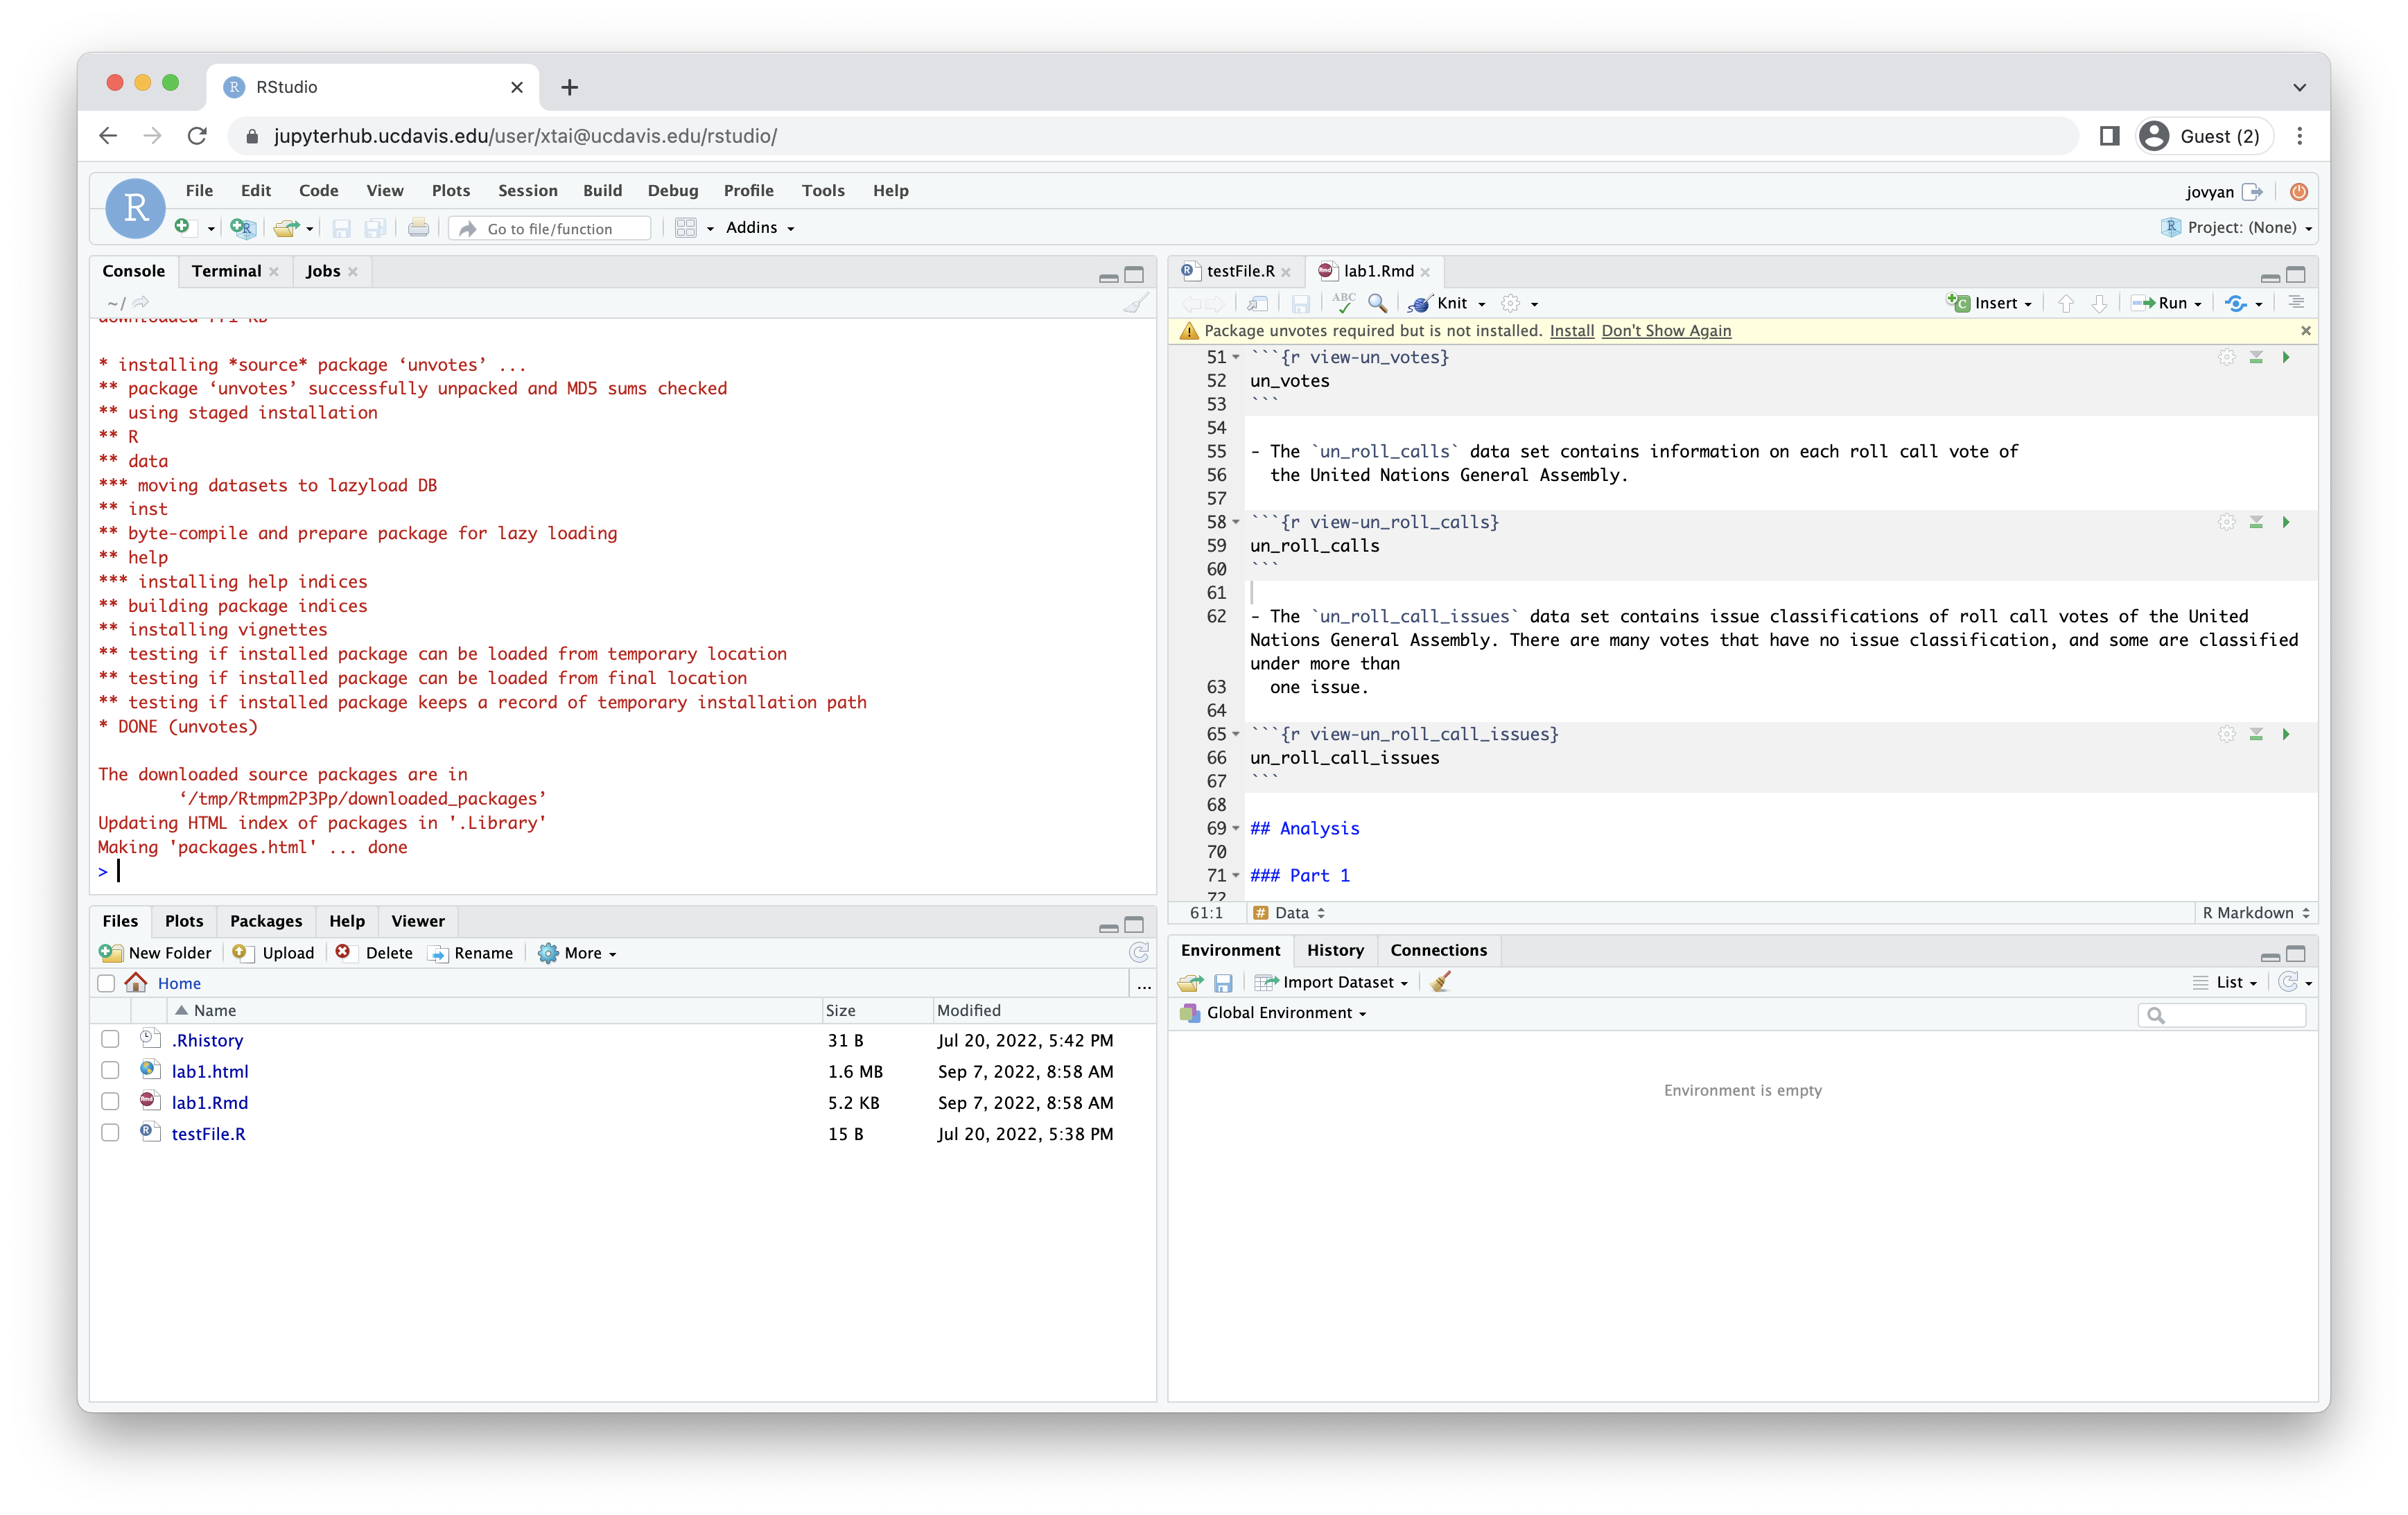 RStudio
jupyterhub.ucdavis.edu/user/xtai@ucdavis.edu/rstudio/
Guest (2)
R
File Edit Code View Plots Session Build Debug Profile Tools Help
jovyan
Go to file/function
Addins
Project: (None)
Console Terminal Jobs
~/
* installing *source* package ‘unvotes’ ...
** package ‘unvotes’ successfully unpacked and MD5 sums checked
** using staged installation
** R
** data
*** moving datasets to lazyload DB
** inst
** byte-compile and prepare package for lazy loading
** help
*** installing help indices
** building package indices
** installing vignettes
** testing if installed package can be loaded from temporary location
** testing if installed package can be loaded from final location
** testing if installed package keeps a record of temporary installation path
* DONE (unvotes)
The downloaded source packages are in
‘/tmp/Rtmpm2P3Pp/downloaded_packages’
Updating HTML index of packages in '.Library'
Making 'packages.html' ... done
>
Files Plots Packages Help Viewer
New Folder Upload Delete Rename More
Home
...
Name Size Modified
.Rhistory 31 B Jul 20, 2022, 5:42 PM
lab1.html 1.6 MB Sep 7, 2022, 8:58 AM
lab1.Rmd 5.2 KB Sep 7, 2022, 8:58 AM
testFile.R 15 B Jul 20, 2022, 5:38 PM
testFile.R lab1.Rmd
ABC Knit Insert Run
Package unvotes required but is not installed. Install Don't Show Again
51 ```{r view-un_votes}
52 un_votes
53 ```
54
55 - The `un_roll_calls` data set contains information on each roll call vote of
56 the United Nations General Assembly.
57
58 ```{r view-un_roll_calls}
59 un_roll_calls
60 ```
61
62 - The `un_roll_call_issues` data set contains issue classifications of roll call votes of the United
Nations General Assembly. There are many votes that have no issue classification, and some are classified
under more than
63 one issue.
64
65 ```{r view-un_roll_call_issues}
66 un_roll_call_issues
67 ```
68
69 ## Analysis
70
71 ### Part 1
72
61:1 # Data R Markdown
Environment History Connections
Import Dataset List
Global Environment
Environment is empty